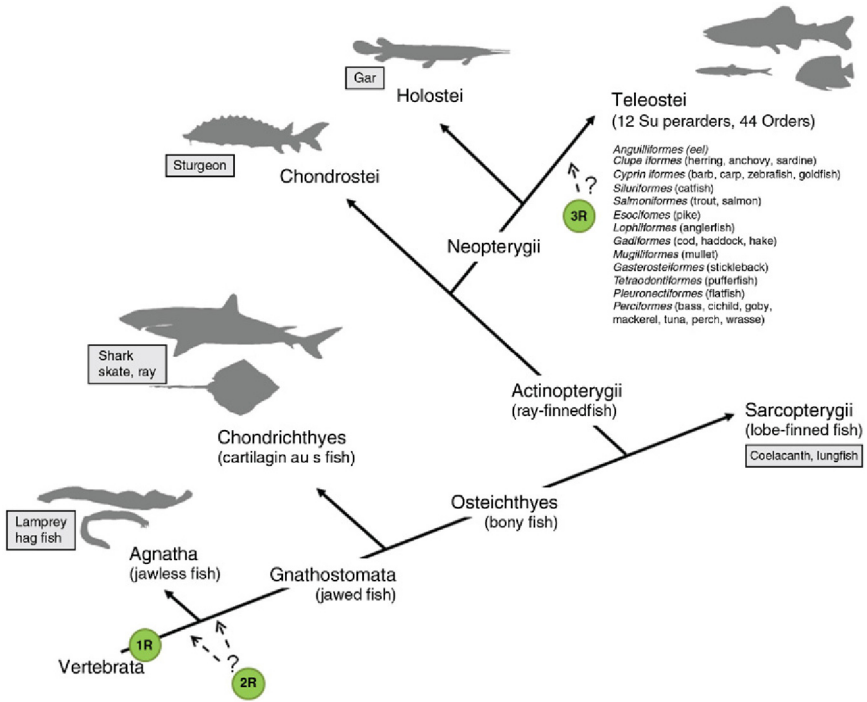 Gar
Holostei
Teleostei
(12 Su perarders, 44 Orders)
Sturgeon
Chondrostei
Anguilliformes (eel)
Clupe iformes (herring, anchovy, sardine)
Cyprin iformes (barb, carp, zebrafish, goldfish)
Siluriformes (catfish)
Salmoniformes (trout, salmon)
Esocifomes (pike)
Lophliformes (anglerfish)
Gadiformes (cod, haddock, hake)
Mugiliformes (mullet)
Gasterosteiformes (stickleback)
Tetraodontiformes (pufferfish)
Pleuronectiformes (flatfish)
Perciformes (bass, cichild, goby,
mackerel, tuna, perch, wrasse)
?
3R
Neopterygii
Shark
skate, ray
Actinopterygii
(ray-finnedfish)
Sarcopterygii
(lobe-finned fish)
Coelacanth, lungfish
Chondrichthyes
(cartilagin au s fish)
Osteichthyes
(bony fish)
Lamprey
hag fish
Agnatha
(jawless fish)
Gnathostomata
(jawed fish)
1R
Vertebrata
?
2R